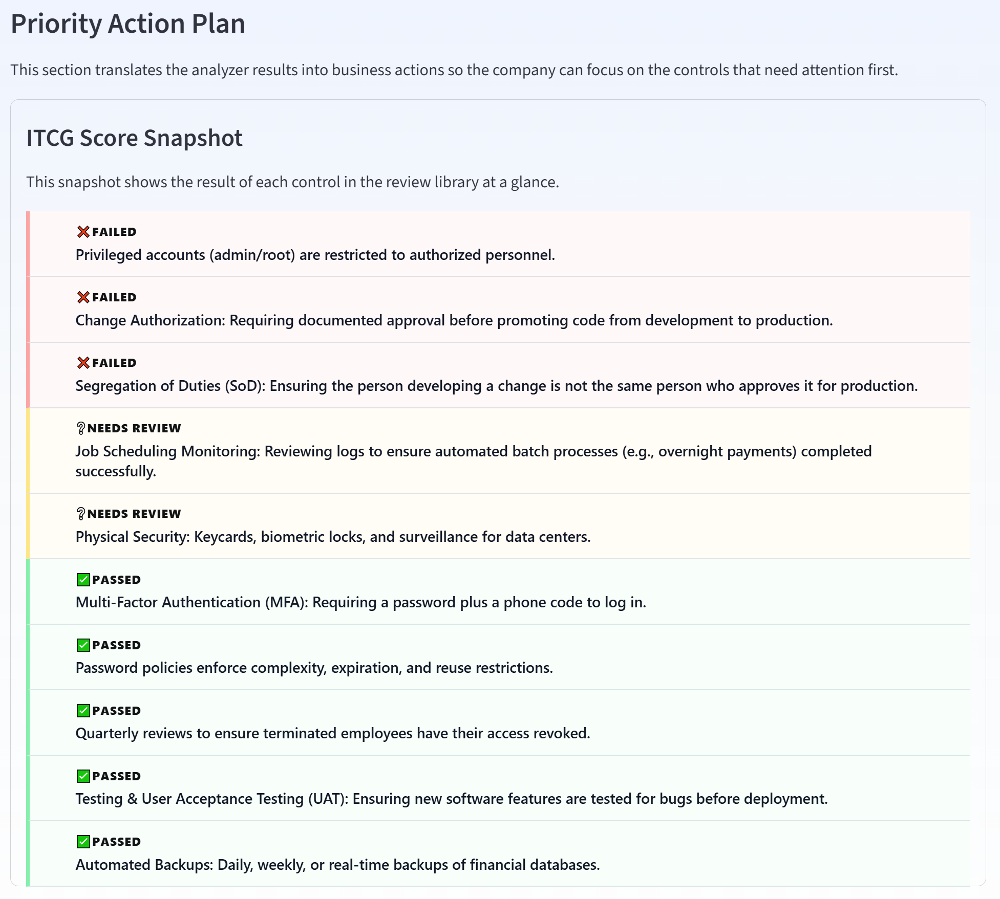 Priority Action Plan
This section translates the analyzer results into business actions so the company can focus on the controls that need attention first.
ITCG Score Snapshot
This snapshot shows the result of each control in the review library at a glance.
❌ FAILED
Privileged accounts (admin/root) are restricted to authorized personnel.
❌ FAILED
Change Authorization: Requiring documented approval before promoting code from development to production.
❌ FAILED
Segregation of Duties (SoD): Ensuring the person developing a change is not the same person who approves it for production.
❔ NEEDS REVIEW
Job Scheduling Monitoring: Reviewing logs to ensure automated batch processes (e.g., overnight payments) completed
successfully.
❔ NEEDS REVIEW
Physical Security: Keycards, biometric locks, and surveillance for data centers.
✅ PASSED
Multi-Factor Authentication (MFA): Requiring a password plus a phone code to log in.
✅ PASSED
Password policies enforce complexity, expiration, and reuse restrictions.
✅ PASSED
Quarterly reviews to ensure terminated employees have their access revoked.
✅ PASSED
Testing & User Acceptance Testing (UAT): Ensuring new software features are tested for bugs before deployment.
✅ PASSED
Automated Backups: Daily, weekly, or real-time backups of financial databases.